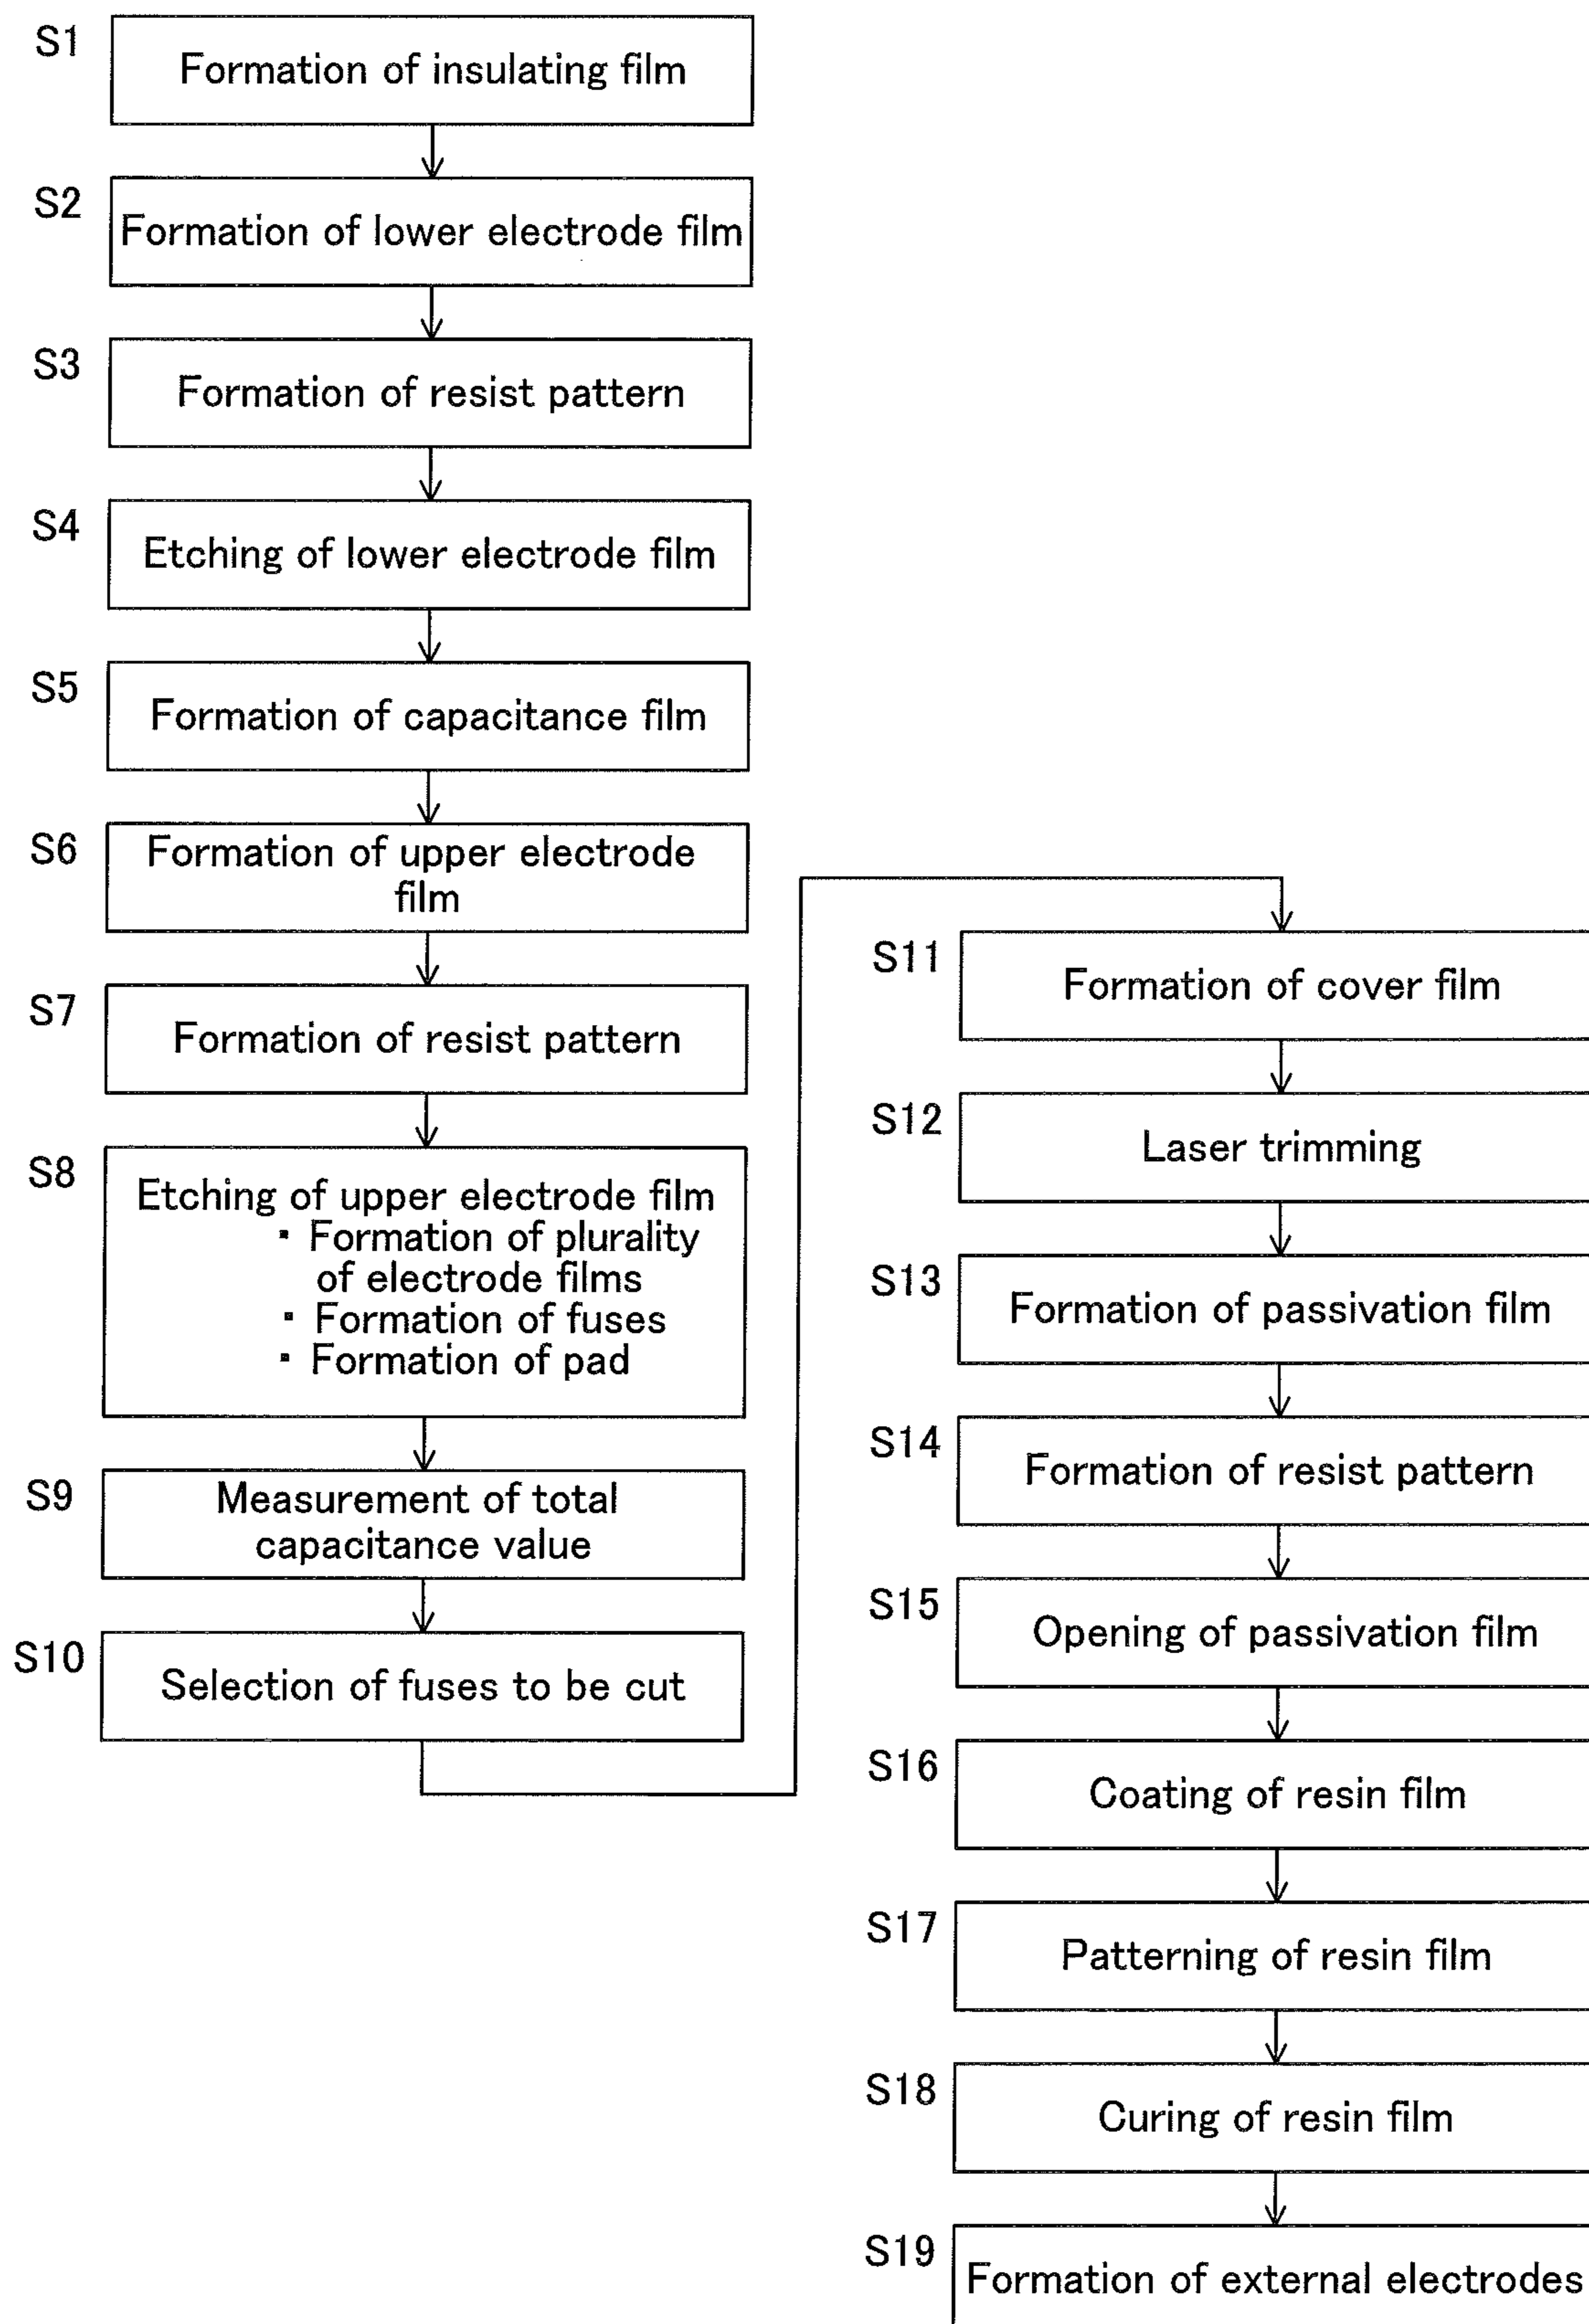 S1
Formation of insulating film
S2
Formation of lower electrode film
S3
Formation of resist pattern
S4
Etching of lower electrode film
S5
Formation of capacitance film
S6
Formation of upper electrode
film
S7
Formation of resist pattern
S8
Etching of upper electrode film
・Formation of plurality
of electrode films
・Formation of fuses
・Formation of pad
S9
Measurement of total
capacitance value
S10
Selection of fuses to be cut
S11
Formation of cover film
S12
Laser trimming
S13
Formation of passivation film
S14
Formation of resist pattern
S15
Opening of passivation film
S16
Coating of resin film
S17
Patterning of resin film
S18
Curing of resin film
S19
Formation of external electrodes